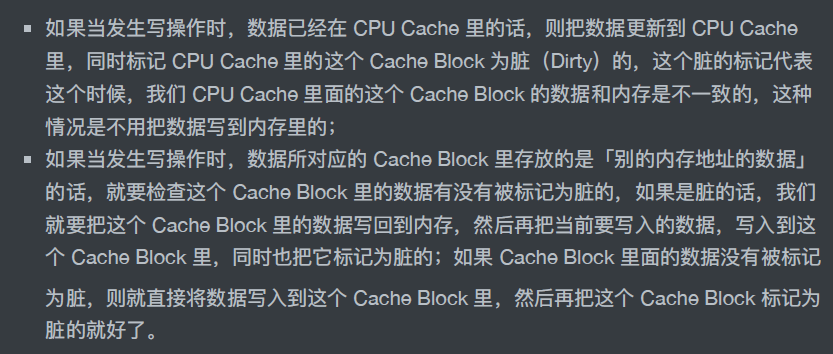 如果当发生写操作时，数据已经在 CPU Cache 里的话，则把数据更新到 CPU Cache
里，同时标记 CPU Cache 里的这个 Cache Block 为脏（Dirty）的，这个脏的标记代表
这个时候，我们 CPU Cache 里面的这个 Cache Block 的数据和内存是不一致的，这种
情况是不用把数据写到内存里的；
如果当发生写操作时，数据所对应的 Cache Block 里存放的是「别的内存地址的数据」
的话，就要检查这个 Cache Block 里的数据有没有被标记为脏的，如果是脏的话，我们
就要把这个 Cache Block 里的数据写回到内存，然后再把当前要写入的数据，写入到这
个 Cache Block 里，同时也把它标记为脏的；如果 Cache Block 里面的数据没有被标记
为脏，则就直接将数据写入到这个 Cache Block 里，然后再把这个 Cache Block 标记为
脏的就好了。